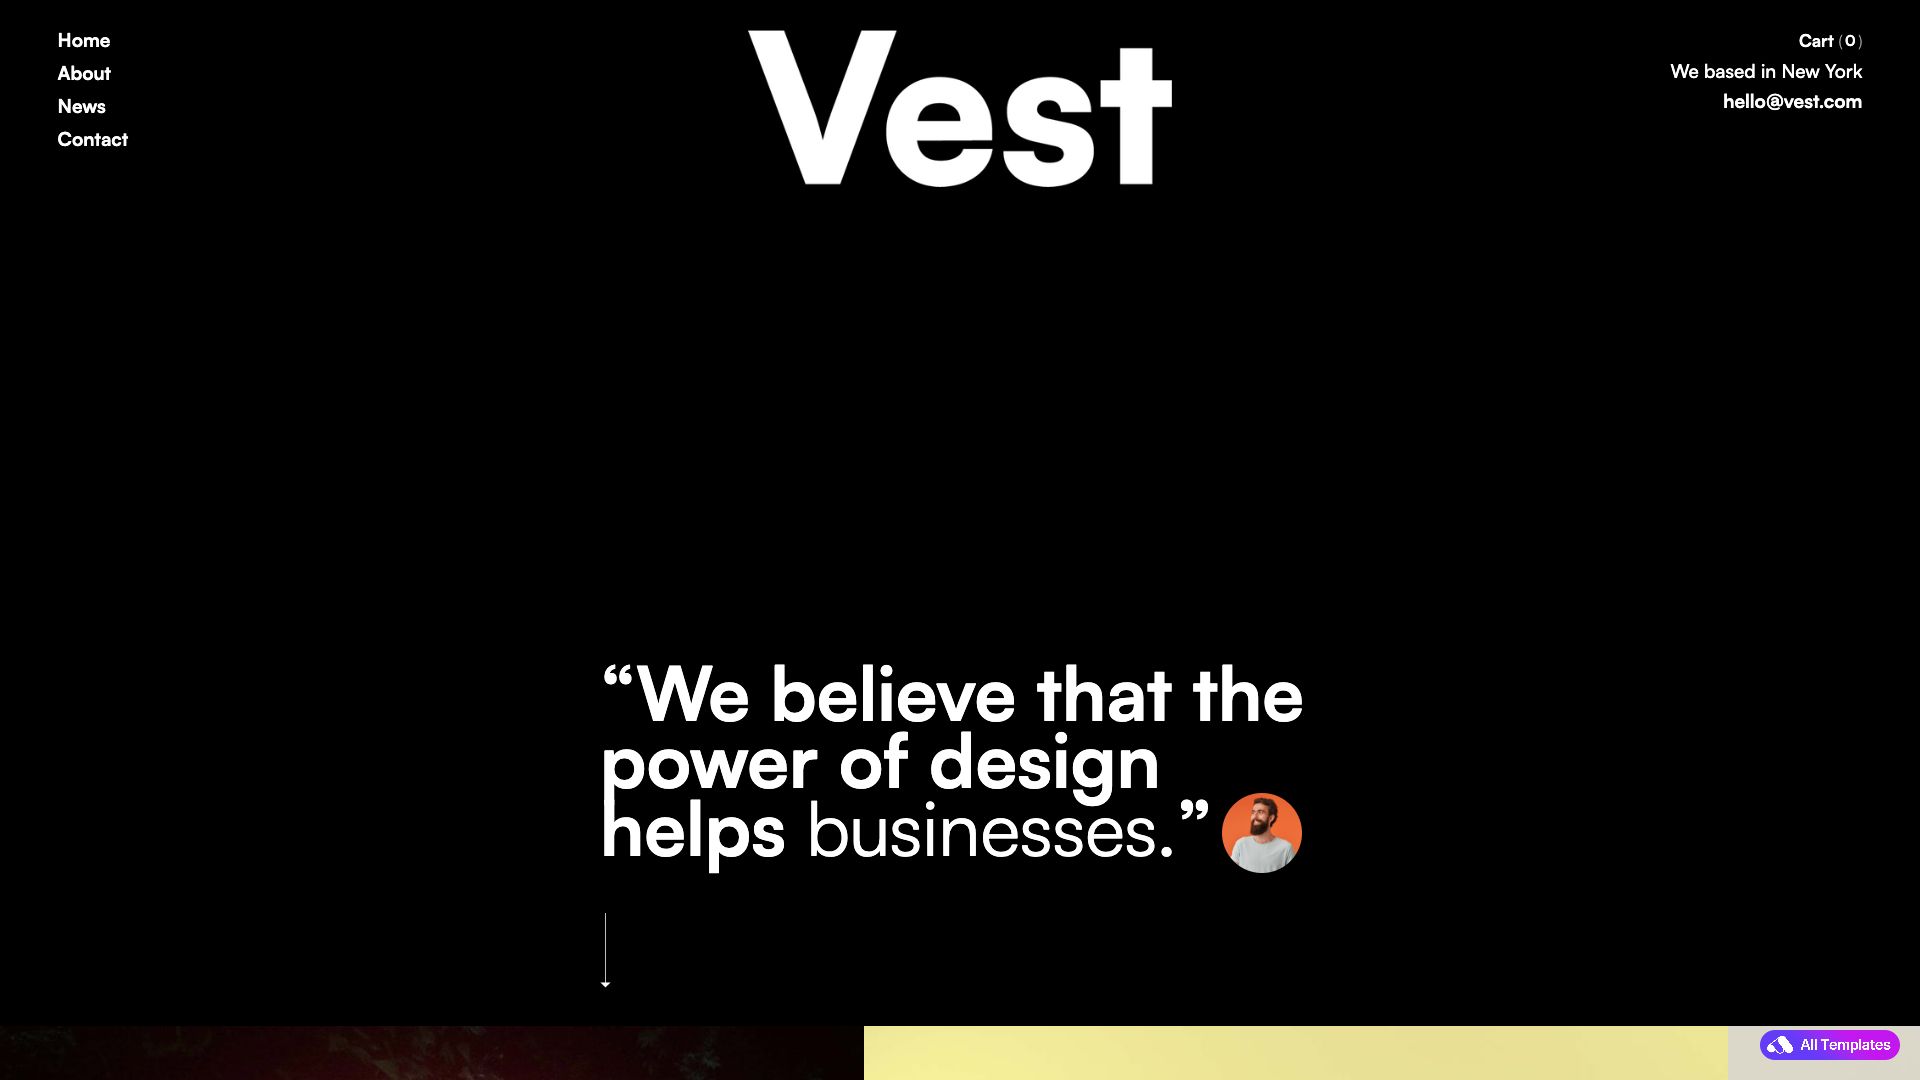 Home
About
News
Contact
Vest
Cart (0)
We based in New York
hello@vest.com
“We believe that the
power of design
helps businesses.”
All Templates